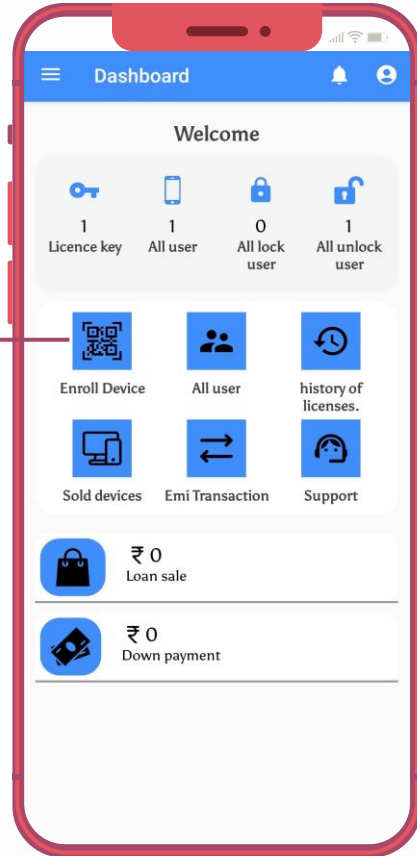 Dashboard
Welcome
1 1 0 1
Licence key All user All lock All unlock
user user
Enroll Device All user history of
licenses.
Sold devices Emi Transaction Support
₹ 0
Loan sale
₹ 0
Down payment